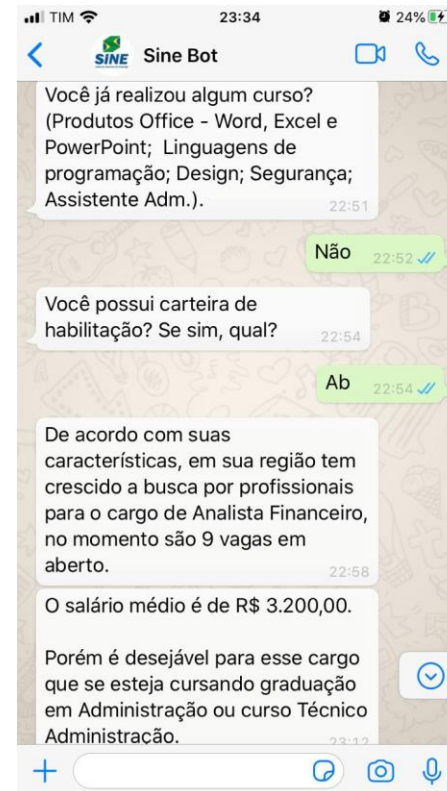 TIM
23:34
24%
SINE
Sine Bot
Você já realizou algum curso?
(Produtos Office - Word, Excel e
PowerPoint; Linguagens de
programação; Design; Segurança;
Assistente Adm.).
22:51
Não
22:52
Você possui carteira de
habilitação? Se sim, qual?
22:54
Ab
22:54
De acordo com suas
características, em sua região tem
crescido a busca por profissionais
para o cargo de Analista Financeiro,
no momento são 9 vagas em
aberto.
22:58
O salário médio é de R$ 3.200,00.
Porém é desejável para esse cargo
que se esteja cursando graduação
em Administração ou curso Técnico
Administração.
23:12